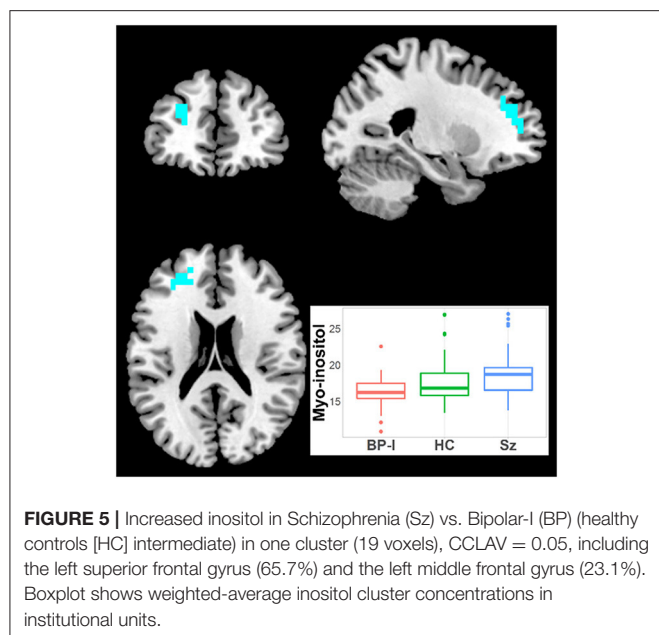 Myo-inositol
25
20
15
BP-I HC Sz
FIGURE 5 | Increased inositol in Schizophrenia (Sz) vs. Bipolar-I (BP) (healthy
controls [HC] intermediate) in one cluster (19 voxels), CCLAV = 0.05, including
the left superior frontal gyrus (65.7%) and the left middle frontal gyrus (23.1%).
Boxplot shows weighted-average inositol cluster concentrations in
institutional units.